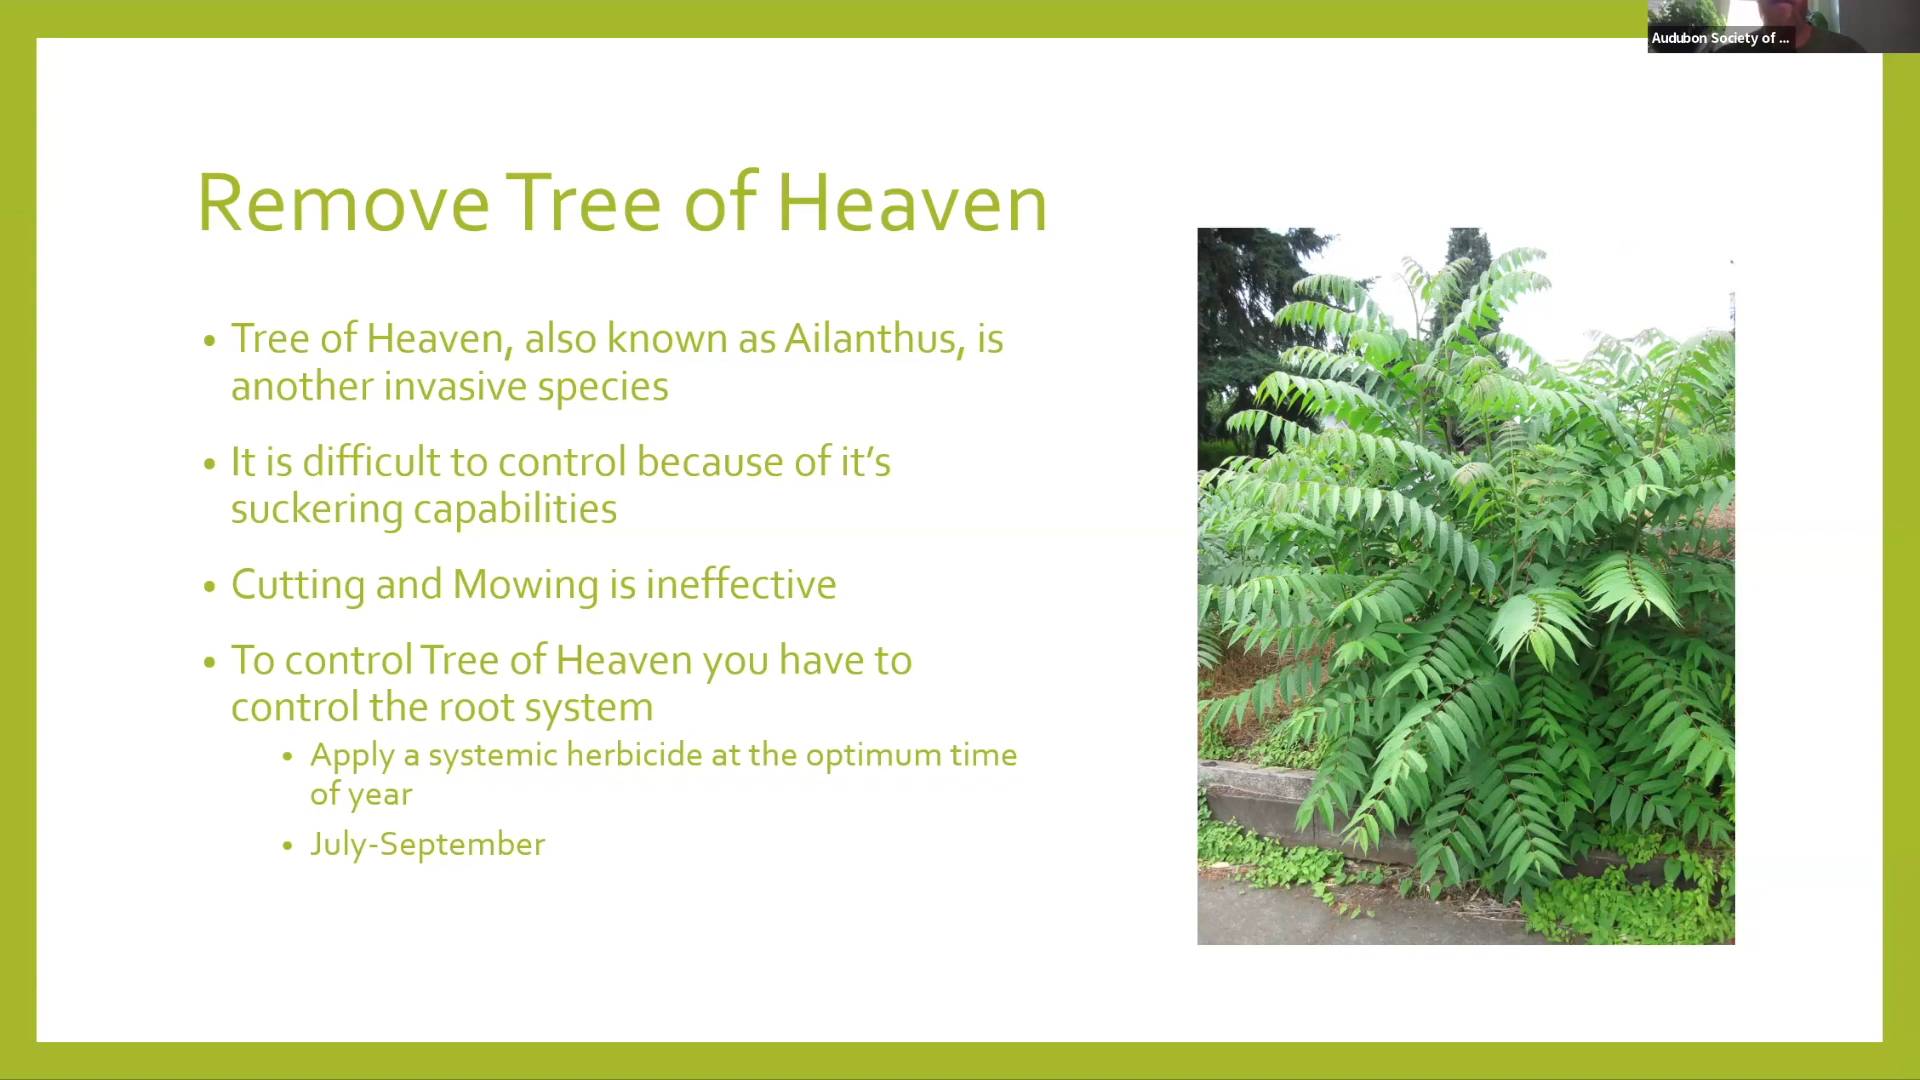 Audubon Society of ...
Remove Tree of Heaven
• Tree of Heaven, also known as Ailanthus, is
another invasive species
• It is difficult to control because of it’s
suckering capabilities
• Cutting and Mowing is ineffective
• To control Tree of Heaven you have to
control the root system
• Apply a systemic herbicide at the optimum time
of year
• July-September